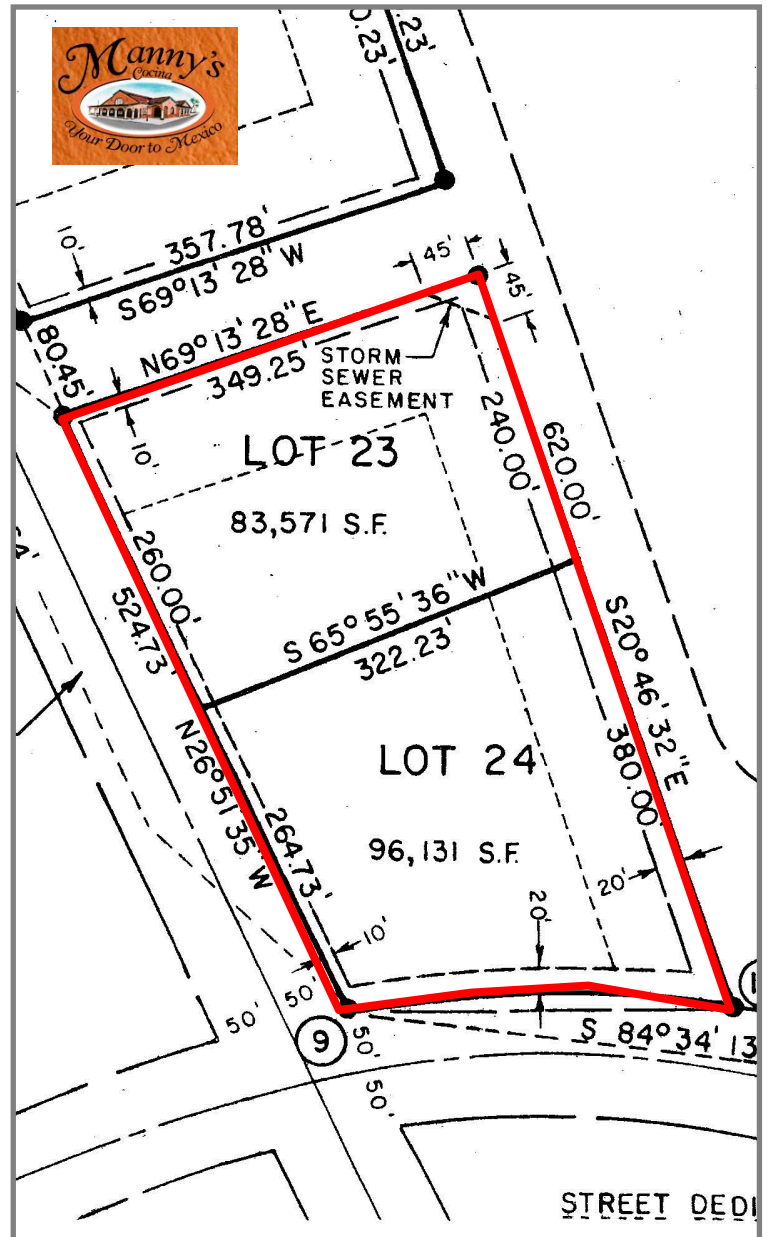 Manny's
Cocina
Your Door to Mexico
0.23'
.23'
10'
357.78'
S69° 13' 28" W
45'
45'
80.45'
N69° 13' 28" E
349.25'
STORM
SEWER
EASEMENT
10'
LOT 23
83,571 S.F.
240.00'
620.00'
260.00'
524.73'
S 65° 55' 36" W
322.23'
S20° 46' 32" E
380.00'
N26° 51' 35" W
264.73'
LOT 24
96,131 S.F.
20'
20'
10'
50'
50'
9
50'
50'
S 84° 34' 13
STREET DEDI